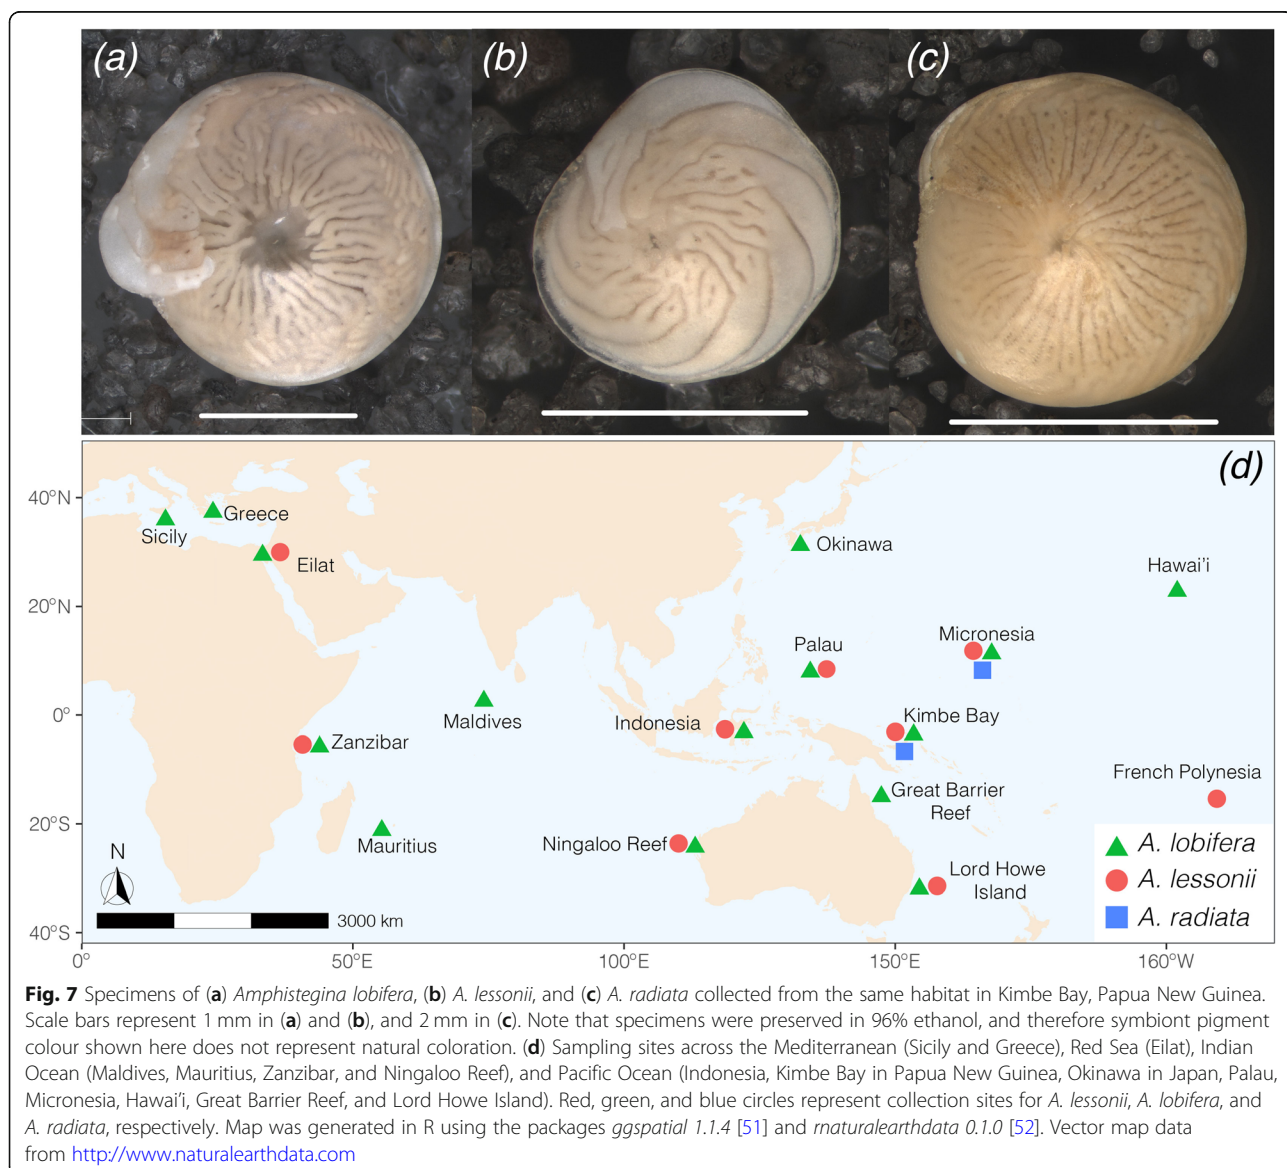 (a)
(b)
(c)
(d)
40°N
20°N
0°
20°S
40°S
0°
50°E
100°E
150°E
160°W
Sicily
Greece
Eilat
Okinawa
Hawai'i
Palau
Micronesia
Maldives
Indonesia
Kimbe Bay
Zanzibar
Great Barrier
Reef
French Polynesia
Mauritius
Ningaloo Reef
Lord Howe
Island
N
3000 km
A. lobifera
A. lessonii
A. radiata
Fig. 7 Specimens of (a) Amphistegina lobifera, (b) A. lessonii, and (c) A. radiata collected from the same habitat in Kimbe Bay, Papua New Guinea.
Scale bars represent 1 mm in (a) and (b), and 2 mm in (c). Note that specimens were preserved in 96% ethanol, and therefore symbiont pigment
colour shown here does not represent natural coloration. (d) Sampling sites across the Mediterranean (Sicily and Greece), Red Sea (Eilat), Indian
Ocean (Maldives, Mauritius, Zanzibar, and Ningaloo Reef), and Pacific Ocean (Indonesia, Kimbe Bay in Papua New Guinea, Okinawa in Japan, Palau,
Micronesia, Hawai'i, Great Barrier Reef, and Lord Howe Island). Red, green, and blue circles represent collection sites for A. lessonii, A. lobifera, and
A. radiata, respectively. Map was generated in R using the packages ggspatial 1.1.4 [51] and rnaturalearthdata 0.1.0 [52]. Vector map data
from http://www.naturalearthdata.com